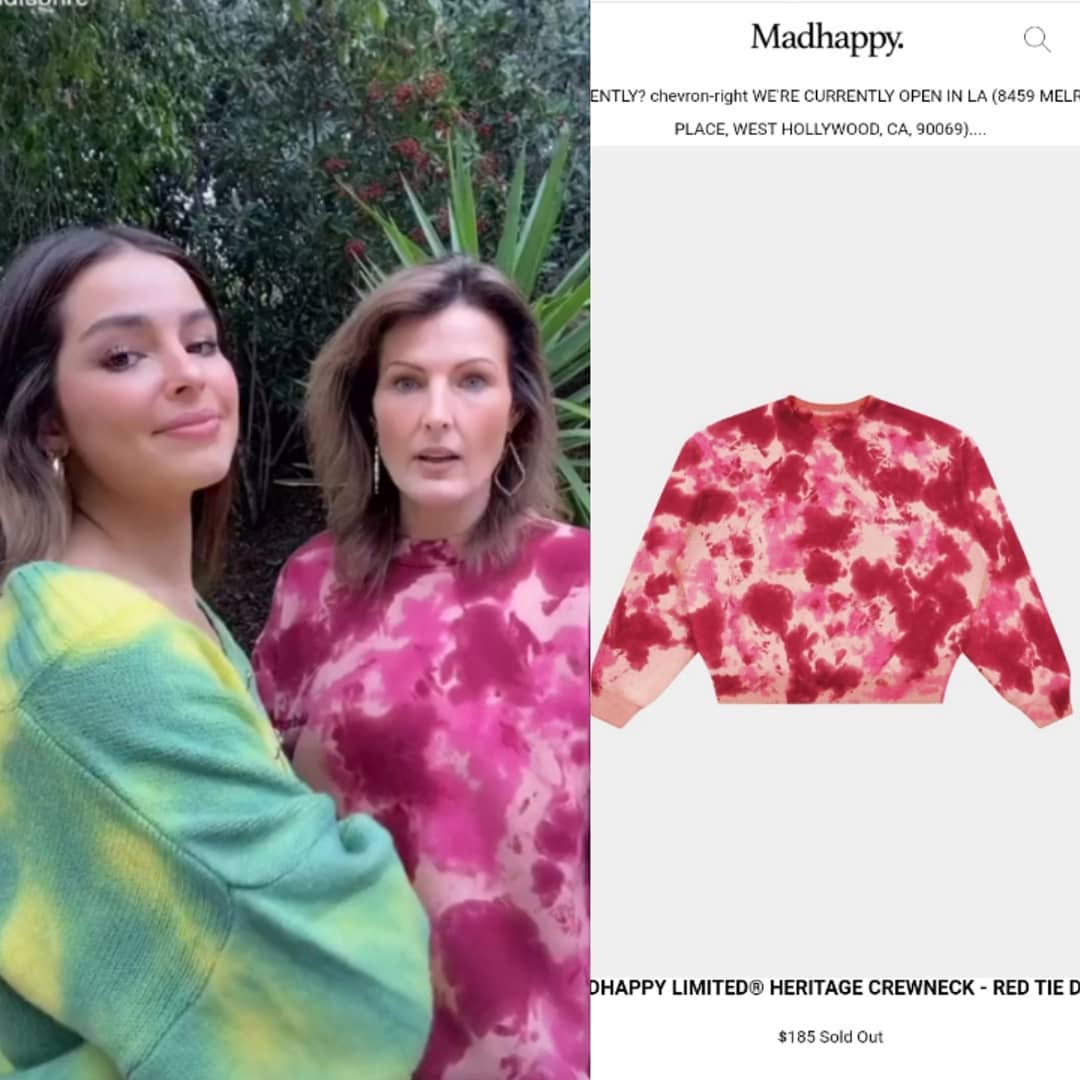 Madhappy.
ENTLY? chevron-right WE'RE CURRENTLY OPEN IN LA (8459 MELR
PLACE, WEST HOLLYWOOD, CA, 90069)....
DHAPPY LIMITED® HERITAGE CREWNECK - RED TIE D
$185 Sold Out